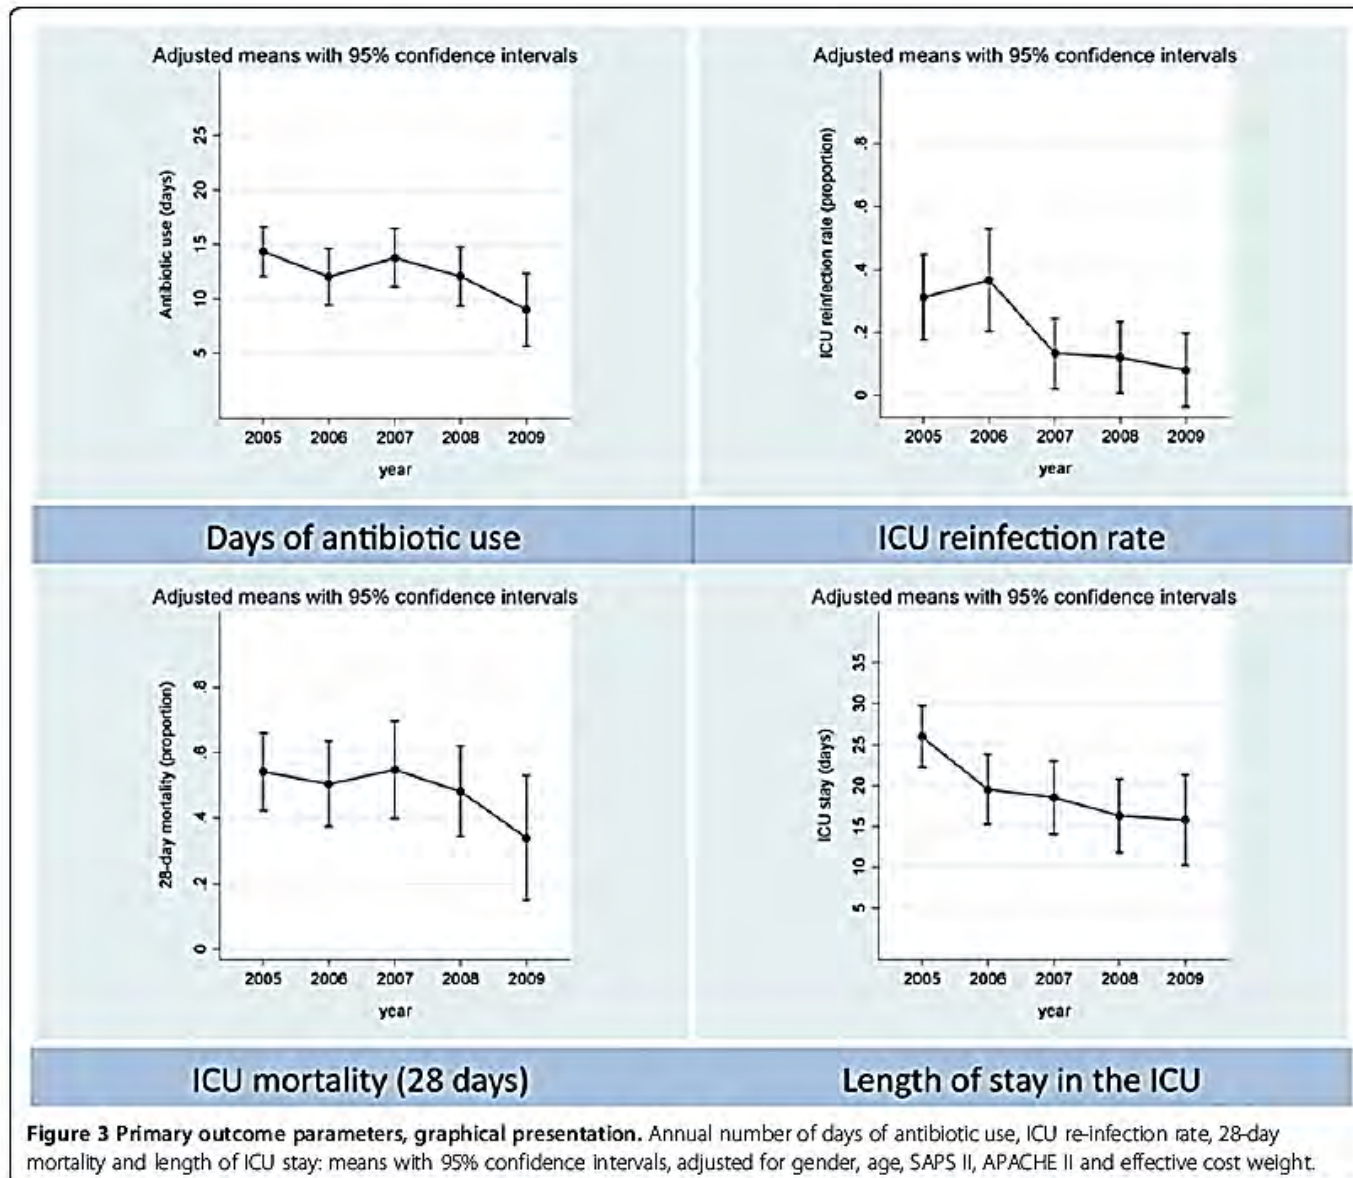 Adjusted means with 95% confidence intervals
Antibiotic use (days)
25
20
15
10
5
2005 2006 2007 2008 2009
year
Adjusted means with 95% confidence intervals
ICU reinfection rate (proportion)
.8
.6
.4
.2
0
2005 2006 2007 2008 2009
year
Days of antibiotic use
ICU reinfection rate
Adjusted means with 95% confidence intervals
28-day mortality (proportion)
.8
.6
.4
.2
0
2005 2006 2007 2008 2009
year
Adjusted means with 95% confidence intervals
ICU stay (days)
35
30
25
20
15
10
5
2005 2006 2007 2008 2009
year
ICU mortality (28 days)
Length of stay in the ICU
Figure 3 Primary outcome parameters, graphical presentation. Annual number of days of antibiotic use, ICU re-infection rate, 28-day
mortality and length of ICU stay: means with 95% confidence intervals, adjusted for gender, age, SAPS II, APACHE II and effective cost weight.